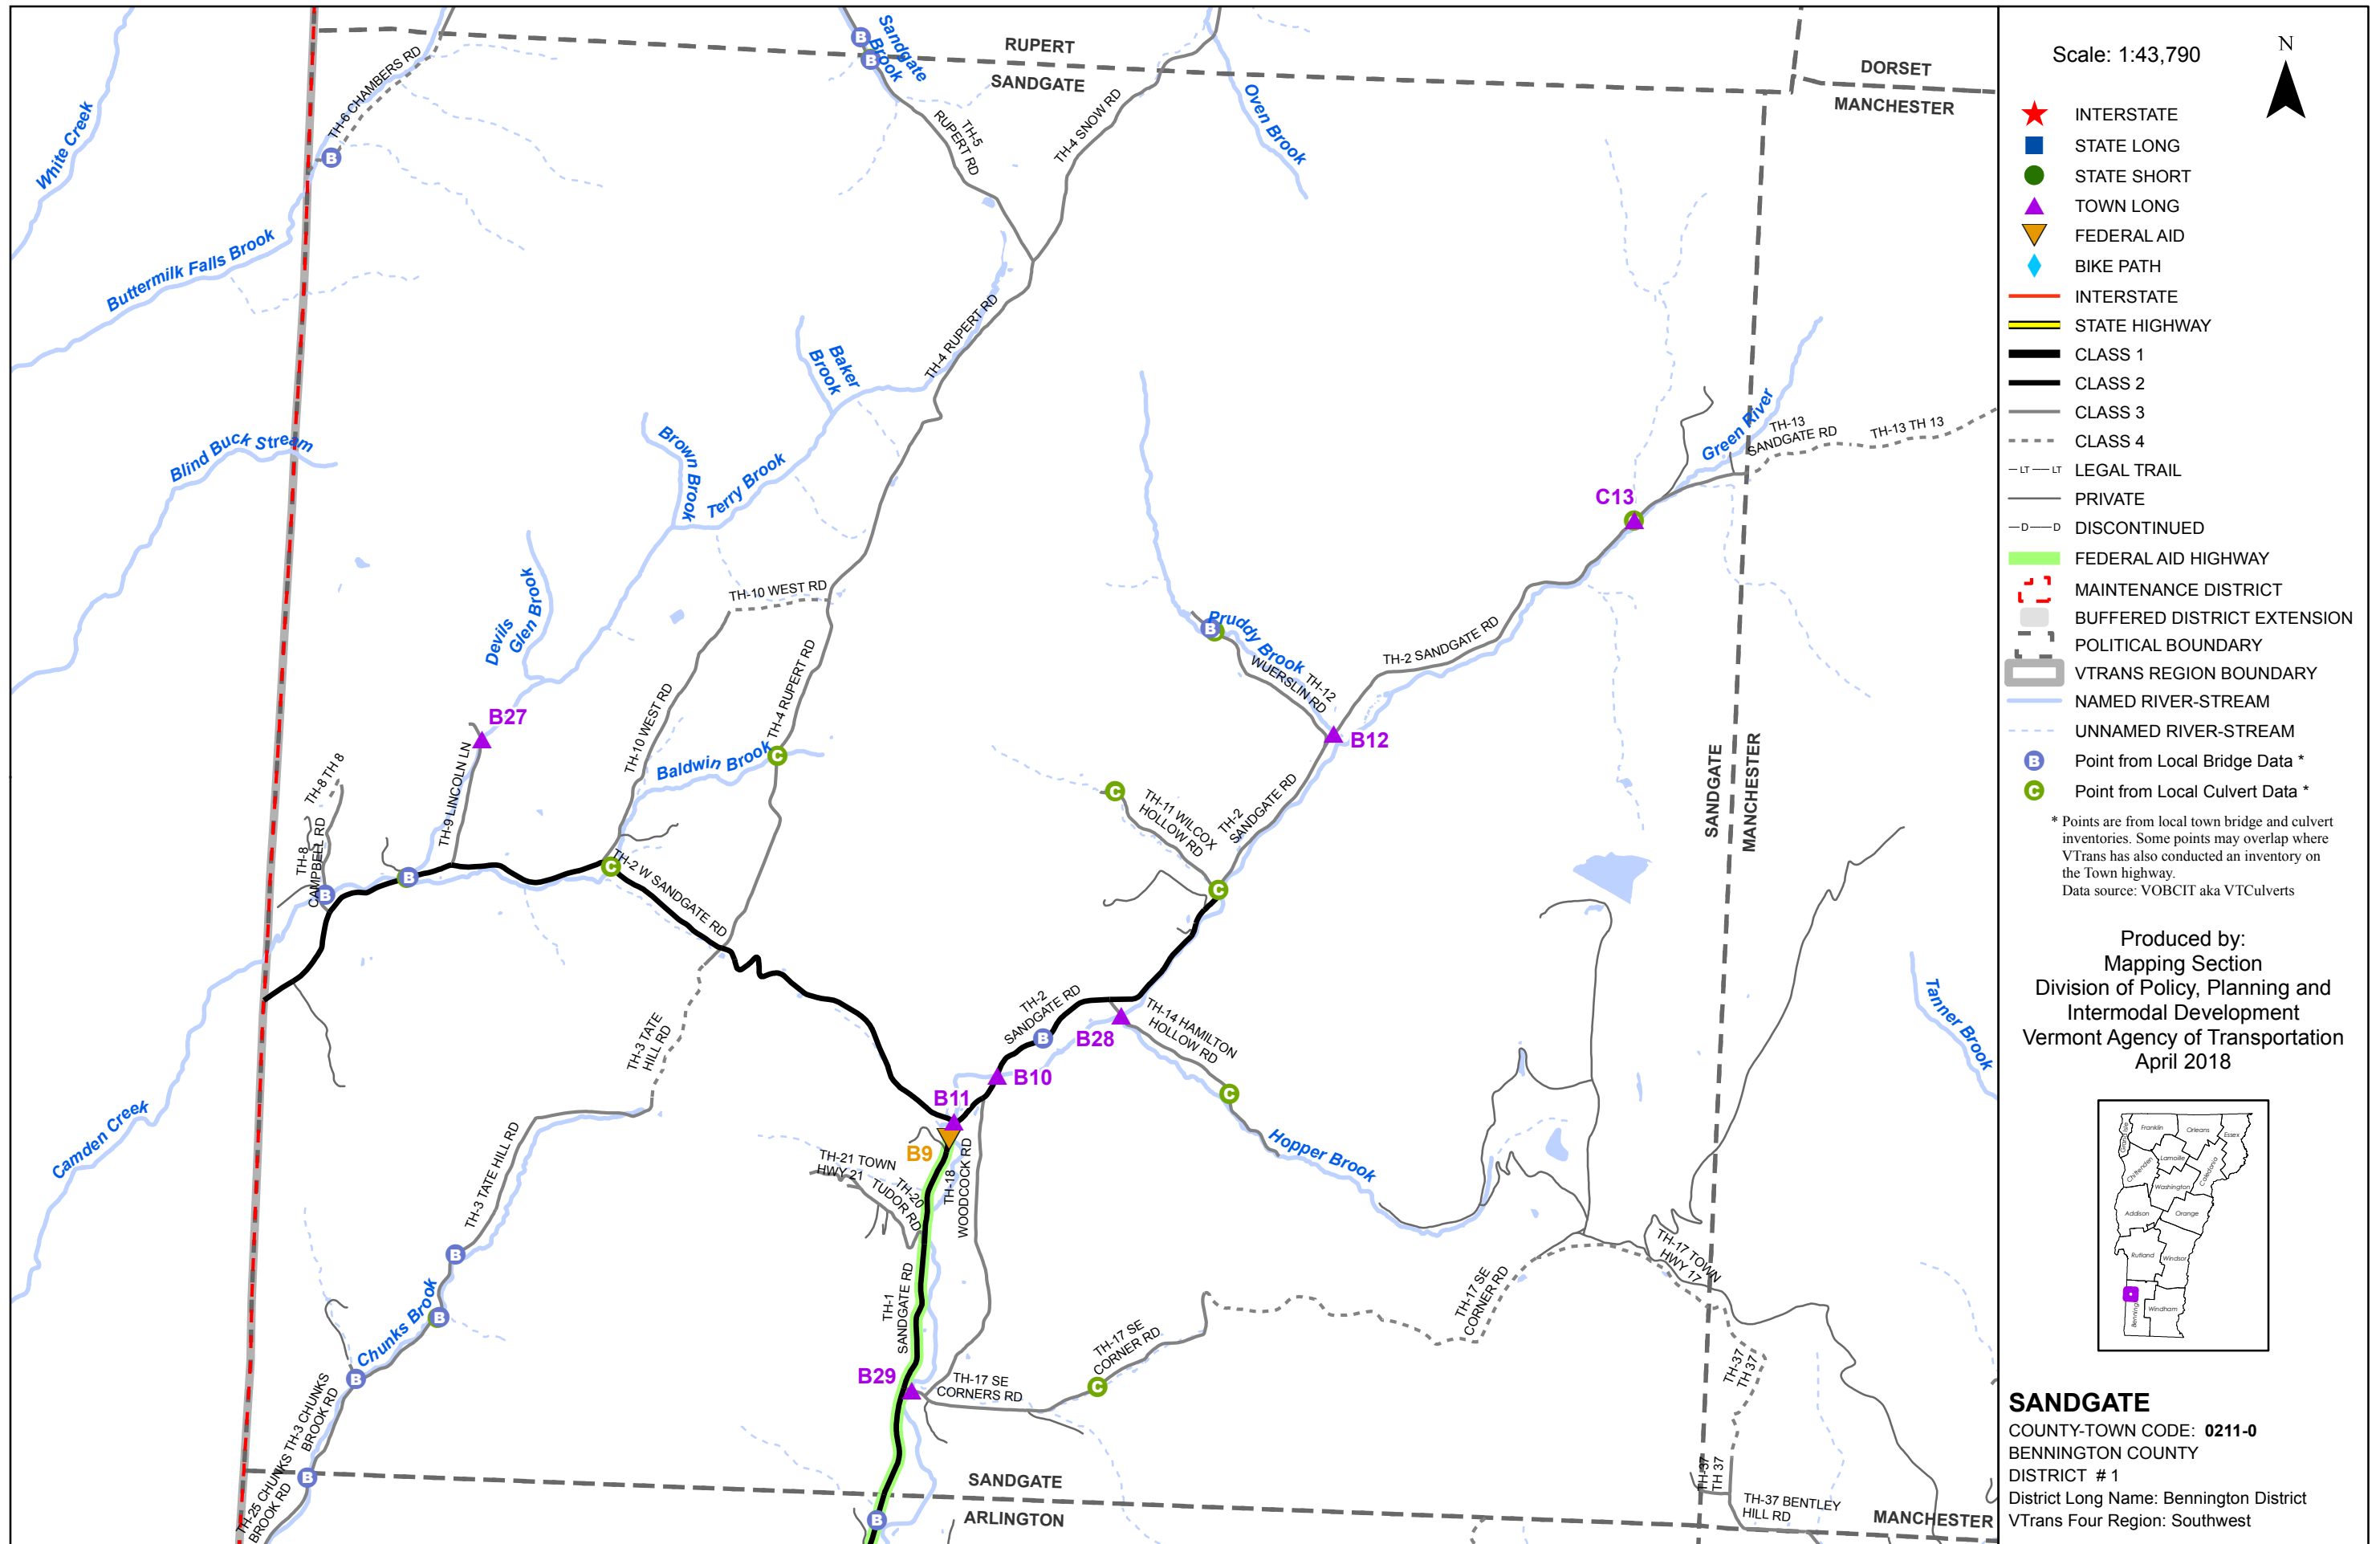 RUPERT
SANDGATE
DORSET
MANCHESTER
Sandgate
Brook
TH-6 CHAMBERS RD
White Creek
TH-5
RUPERT RD
TH-4 SNOW RD
Oven Brook
Buttermilk Falls Brook
TH-4 RUPERT RD
Baker
Brook
Blind Buck Stream
Brown Brook
Terry Brook
Green River
TH-13
SANDGATE RD
TH-13 TH 13
C13
Devils
Glen Brook
TH-10 WEST RD
Pruddy Brook
TH-12
WUERSLIN RD
TH-2 SANDGATE RD
B27
TH-10 WEST RD
TH-4 RUPERT RD
B12
Baldwin Brook
TH-9 LINCOLN LN
TH-8 TH 8
TH-8
CAMPBELL RD
TH-11 WILCOX
HOLLOW RD
TH-2
SANDGATE RD
SANDGATE
MANCHESTER
TH-2 W SANDGATE RD
TH-3 TATE
HILL RD
TH-2
SANDGATE RD
B28
TH-14 HAMILTON
HOLLOW RD
Tanner Brook
B10
B11
B9
Camden Creek
TH-3 TATE HILL RD
TH-21 TOWN
HWY-21
TH-20
TUDOR RD
TH-18
WOODCOCK RD
Hopper Brook
TH-17 TOWN
HWY 17
TH-17 SE
CORNER RD
TH-1
SANDGATE RD
Chunks Brook
TH-17 SE
CORNER RD
B29
TH-17 SE
CORNERS RD
TH-37
TH 37
TH-3 CHUNKS
BROOK RD
TH-25 CHUNKS
BROOK RD
TH-37
TH 37
SANDGATE
ARLINGTON
TH-37 BENTLEY
HILL RD
MANCHESTER
Scale: 1:43,790
N
INTERSTATE
STATE LONG
STATE SHORT
TOWN LONG
FEDERAL AID
BIKE PATH
INTERSTATE
STATE HIGHWAY
CLASS 1
CLASS 2
CLASS 3
CLASS 4
LT LT LEGAL TRAIL
PRIVATE
D D DISCONTINUED
FEDERAL AID HIGHWAY
MAINTENANCE DISTRICT
BUFFERED DISTRICT EXTENSION
POLITICAL BOUNDARY
VTRANS REGION BOUNDARY
NAMED RIVER-STREAM
UNNAMED RIVER-STREAM
B Point from Local Bridge Data *
C Point from Local Culvert Data *
* Points are from local town bridge and culvert
inventories. Some points may overlap where
VTrans has also conducted an inventory on
the Town highway.
Data source: VOBCIT aka VTCulverts
Produced by:
Mapping Section
Division of Policy, Planning and
Intermodal Development
Vermont Agency of Transportation
April 2018
Franklin
Orleans
Essex
Lamoille
Chittenden
Caledonia
Washington
Addison
Orange
Rutland
Windsor
Windham
SANDGATE
COUNTY-TOWN CODE: 0211-0
BENNINGTON COUNTY
DISTRICT # 1
District Long Name: Bennington District
VTrans Four Region: Southwest